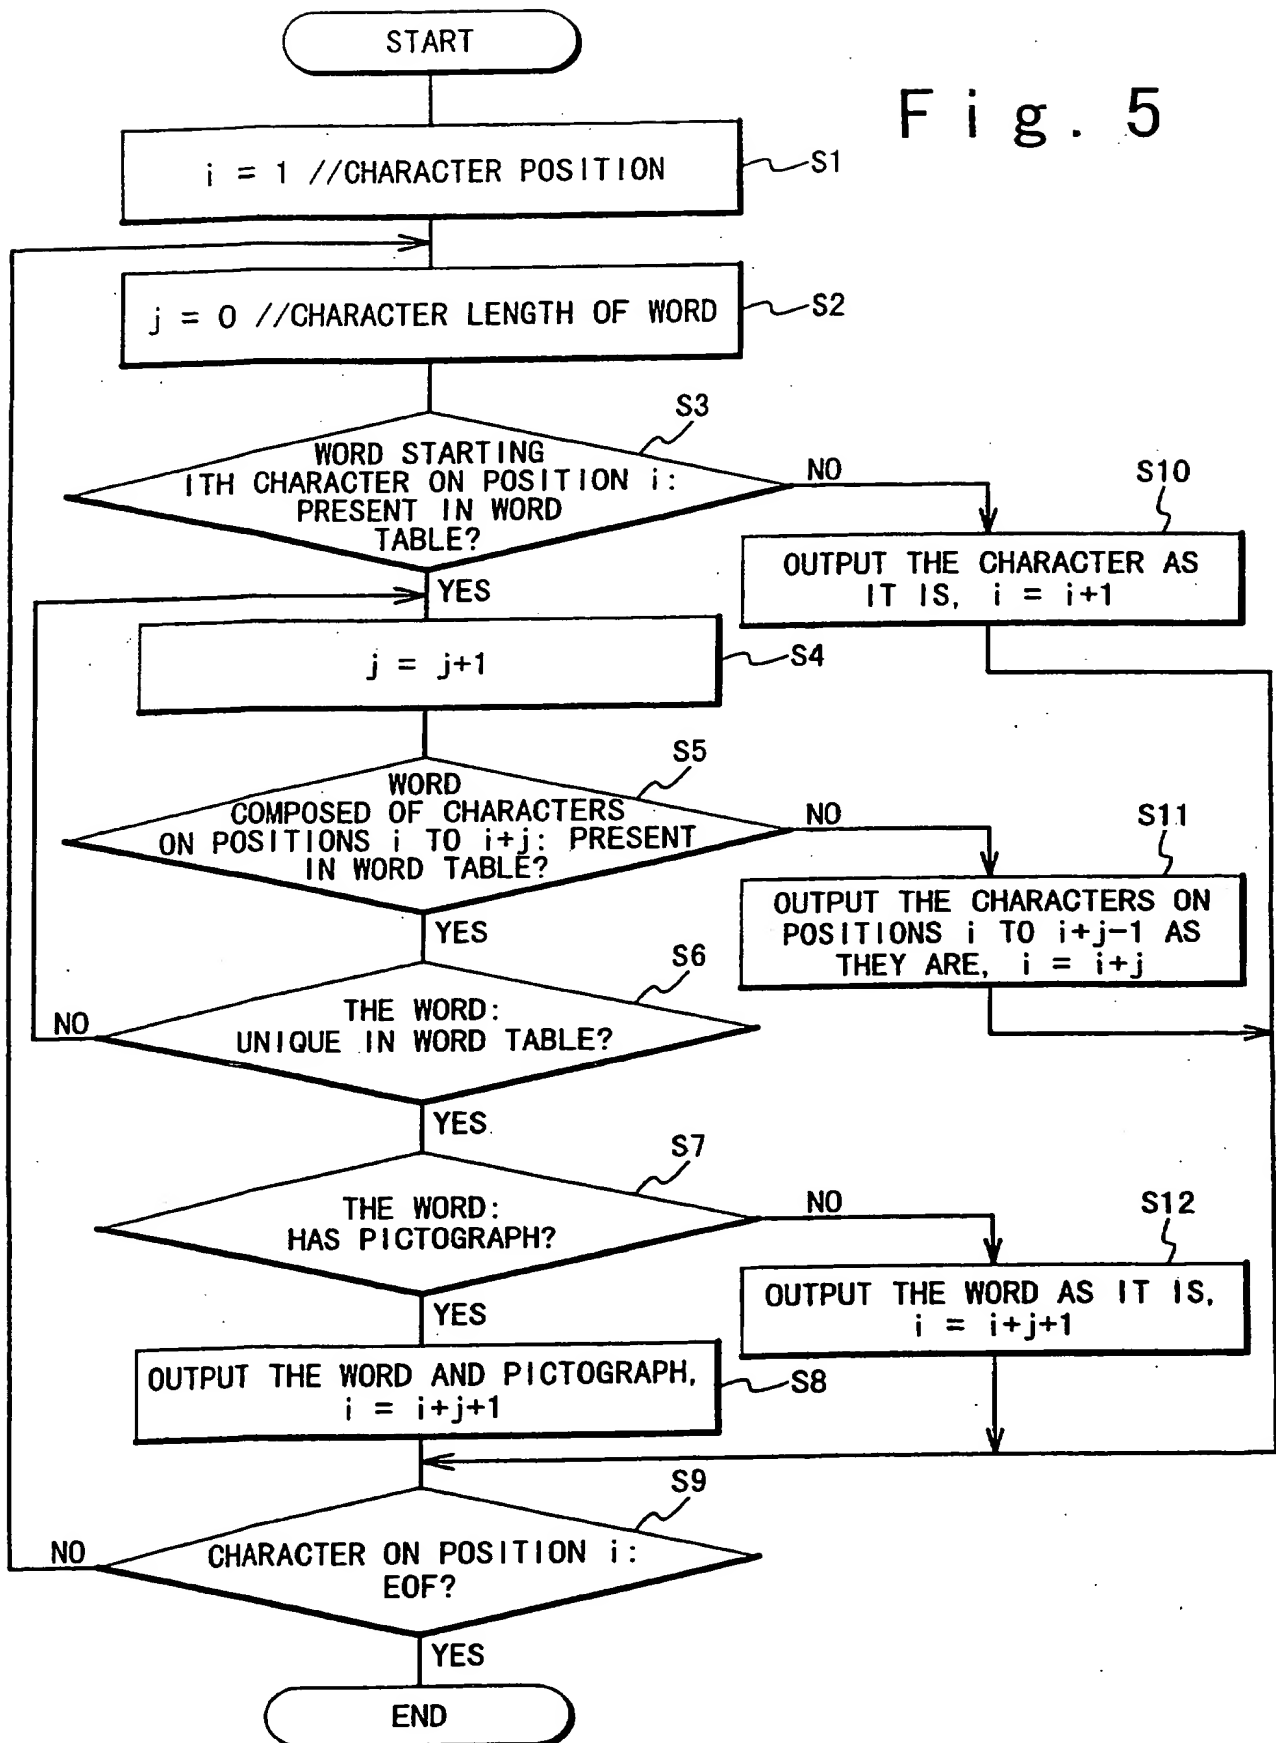 START
Fig. 5
i = 1 //CHARACTER POSITION
S1
j = 0 //CHARACTER LENGTH OF WORD
S2
S3
WORD STARTING
ITH CHARACTER ON POSITION i:
PRESENT IN WORD
TABLE?
NO
YES
S10
OUTPUT THE CHARACTER AS
IT IS, i = i+1
j = j+1
S4
S5
WORD
COMPOSED OF CHARACTERS
ON POSITIONS i TO i+j: PRESENT
IN WORD TABLE?
NO
YES
S11
OUTPUT THE CHARACTERS ON
POSITIONS i TO i+j-1 AS
THEY ARE, i = i+j
S6
THE WORD:
UNIQUE IN WORD TABLE?
NO
YES
S7
THE WORD:
HAS PICTOGRAPH?
NO
YES
S12
OUTPUT THE WORD AS IT IS,
i = i+j+1
OUTPUT THE WORD AND PICTOGRAPH,
i = i+j+1
S8
S9
CHARACTER ON POSITION i:
EOF?
NO
YES
END